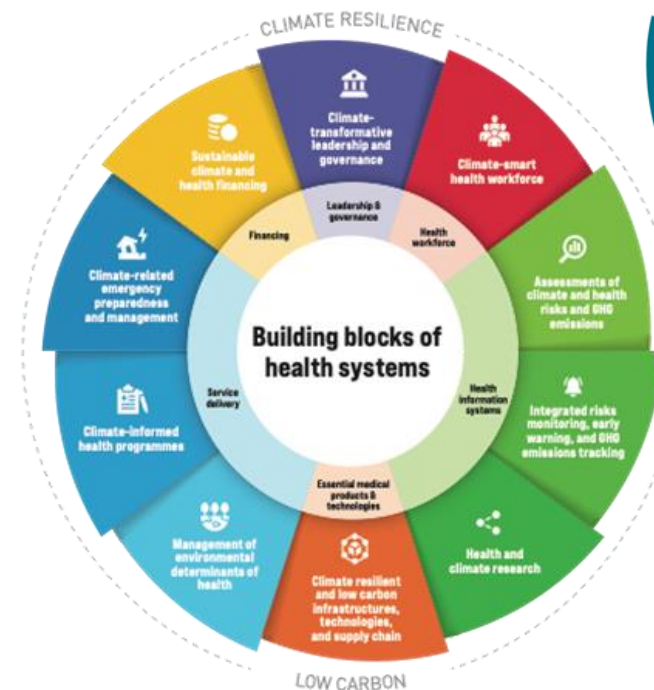 CLIMATE RESILIENCE
Climate-
transformative
leadership and
governance
Climate-smart
health workforce
Assessments of
climate and health
risks and GHG
emissions
Integrated risks
monitoring, early
warning, and GHG
emissions tracking
Health and
climate research
Climate resilient
and low carbon
infrastructures,
technologies,
and supply chain
Management of
environmental
determinants of
health
Climate-informed
health programmes
Climate-related
emergency
preparedness
and management
Sustainable
climate and
health financing
Leadership &
governance
Health
workforce
Health
information
systems
Essential medical
products &
technologies
Service
delivery
Financing
Building blocks of
health systems
LOW CARBON